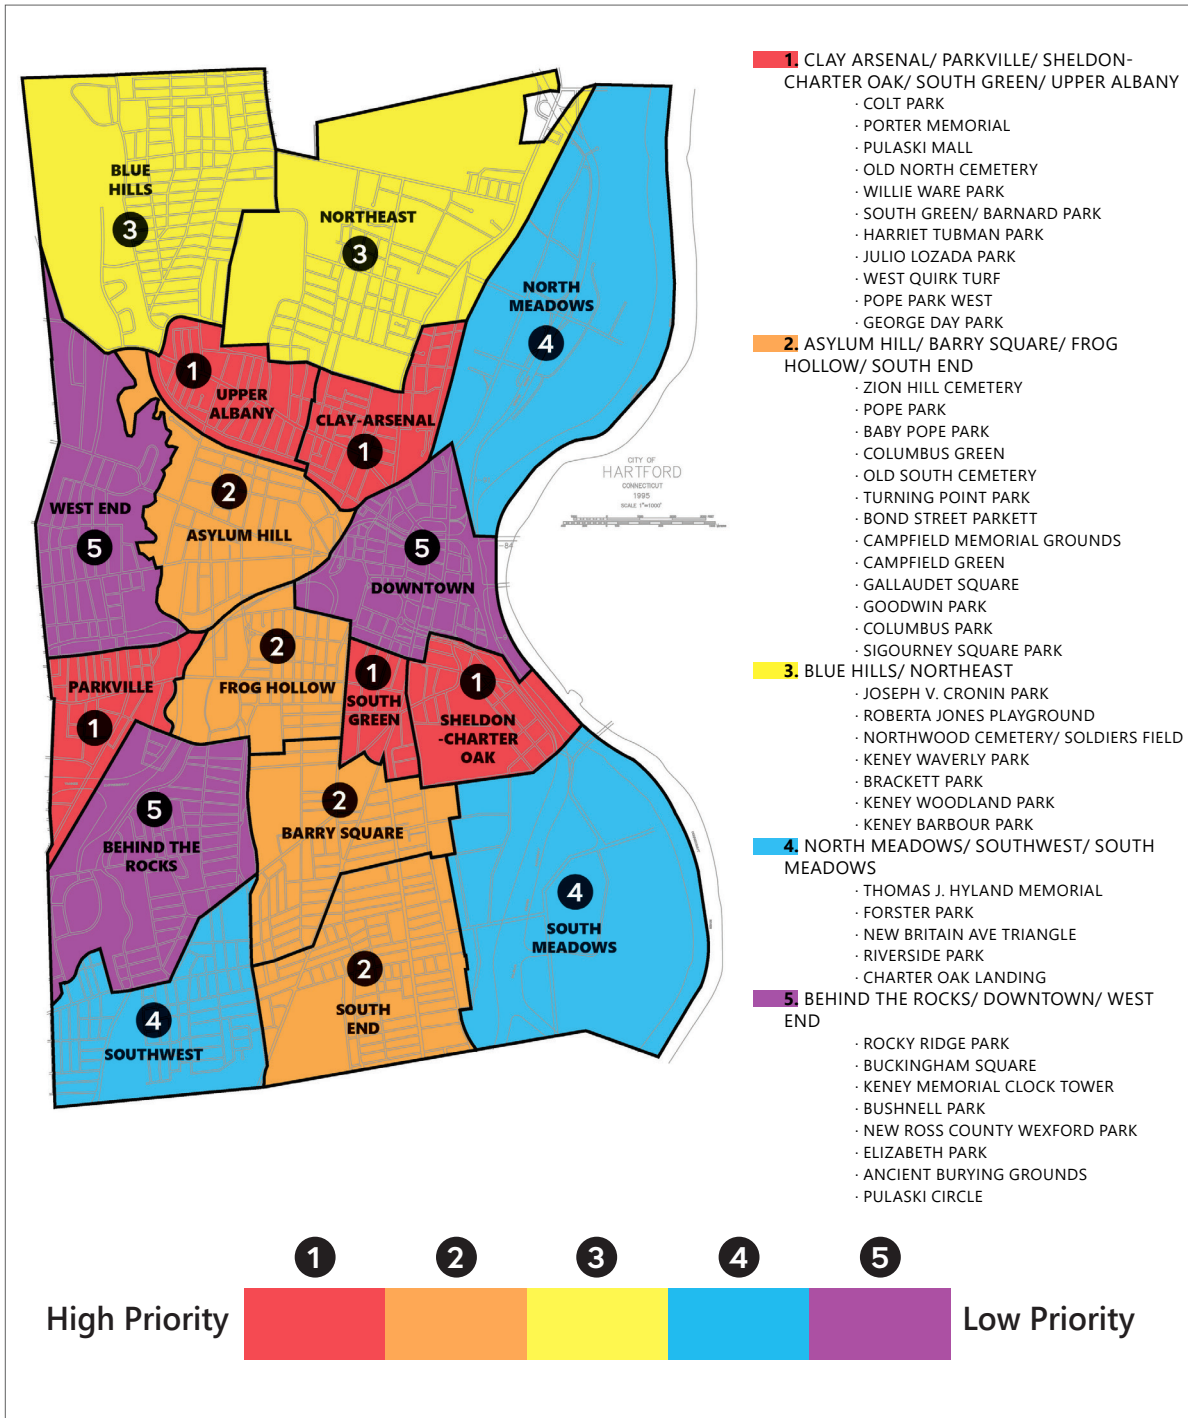 BLUE
HILLS
3
NORTHEAST
3
NORTH
MEADOWS
4
1
UPPER
ALBANY
CLAY-ARSENAL
1
CITY OF
HARTFORD
CONNECTICUT
1995
SCALE 1"=1000'
2
ASYLUM HILL
WEST END
5
5
DOWNTOWN
84
2
FROG HOLLOW
PARKVILLE
1
1
SOUTH
GREEN
1
SHELDON
-CHARTER
OAK
5
BEHIND THE
ROCKS
2
BARRY SQUARE
4
SOUTH
MEADOWS
2
SOUTH
END
4
SOUTHWEST
1. CLAY ARSENAL/ PARKVILLE/ SHELDON-
CHARTER OAK/ SOUTH GREEN/ UPPER ALBANY
· COLT PARK
· PORTER MEMORIAL
· PULASKI MALL
· OLD NORTH CEMETERY
· WILLIE WARE PARK
· SOUTH GREEN/ BARNARD PARK
· HARRIET TUBMAN PARK
· JULIO LOZADA PARK
· WEST QUIRK TURF
· POPE PARK WEST
· GEORGE DAY PARK
2. ASYLUM HILL/ BARRY SQUARE/ FROG
HOLLOW/ SOUTH END
· ZION HILL CEMETERY
· POPE PARK
· BABY POPE PARK
· COLUMBUS GREEN
· OLD SOUTH CEMETERY
· TURNING POINT PARK
· BOND STREET PARKETT
· CAMPFIELD MEMORIAL GROUNDS
· CAMPFIELD GREEN
· GALLAUDET SQUARE
· GOODWIN PARK
· COLUMBUS PARK
· SIGOURNEY SQUARE PARK
3. BLUE HILLS/ NORTHEAST
· JOSEPH V. CRONIN PARK
· ROBERTA JONES PLAYGROUND
· NORTHWOOD CEMETERY/ SOLDIERS FIELD
· KENEY WAVERLY PARK
· BRACKETT PARK
· KENEY WOODLAND PARK
· KENEY BARBOUR PARK
4. NORTH MEADOWS/ SOUTHWEST/ SOUTH
MEADOWS
· THOMAS J. HYLAND MEMORIAL
· FORSTER PARK
· NEW BRITAIN AVE TRIANGLE
· RIVERSIDE PARK
· CHARTER OAK LANDING
5. BEHIND THE ROCKS/ DOWNTOWN/ WEST
END
· ROCKY RIDGE PARK
· BUCKINGHAM SQUARE
· KENEY MEMORIAL CLOCK TOWER
· BUSHNELL PARK
· NEW ROSS COUNTY WEXFORD PARK
· ELIZABETH PARK
· ANCIENT BURYING GROUNDS
· PULASKI CIRCLE
1 2 3 4 5
High Priority Low Priority